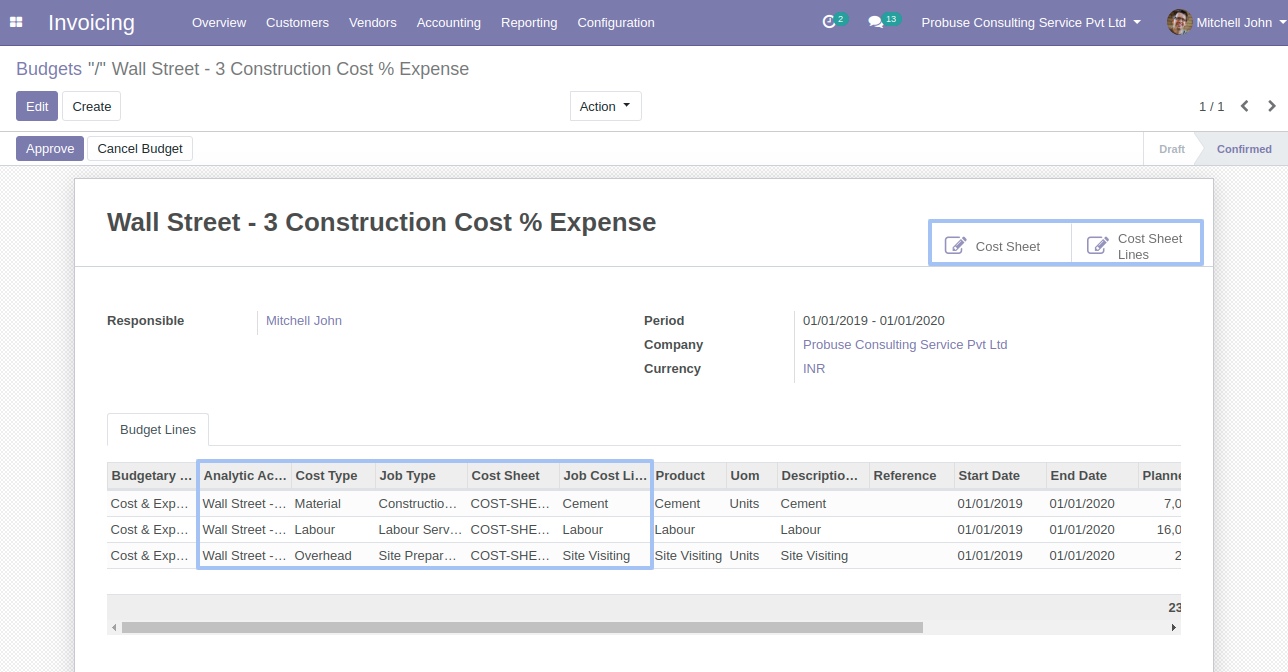 Invoicing Overview Customers Vendors Accounting Reporting Configuration 2 13 Probuse Consulting Service Pvt Ltd Mitchell John
Budgets "/" Wall Street - 3 Construction Cost % Expense
Edit Create Action 1 / 1
Approve Cancel Budget Draft Confirmed
Wall Street - 3 Construction Cost % Expense
Cost Sheet
Cost Sheet
Lines
Responsible Mitchell John Period 01/01/2019 - 01/01/2020
Company Probuse Consulting Service Pvt Ltd
Currency INR
Budget Lines
Budgetary ... Analytic Ac... Cost Type Job Type Cost Sheet Job Cost Li... Product Uom Descriptio... Reference Start Date End Date Planne
Cost & Exp... Wall Street -... Material Constructio... COST-SHE... Cement Cement Units Cement 01/01/2019 01/01/2020 7,0
Cost & Exp... Wall Street -... Labour Labour Serv... COST-SHE... Labour Labour Labour 01/01/2019 01/01/2020 16,0
Cost & Exp... Wall Street -... Overhead Site Prepar... COST-SHE... Site Visiting Site Visiting Units Site Visiting 01/01/2019 01/01/2020 2
23